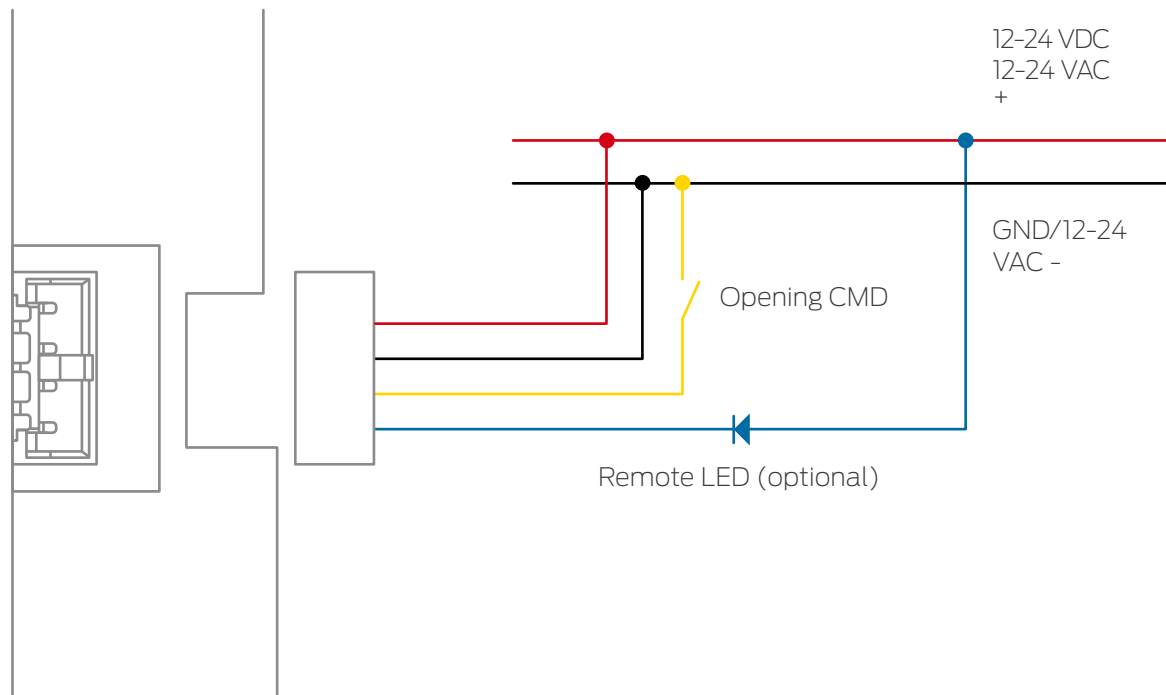 12-24 VDC
12-24 VAC
+
GND/12-24
VAC -
Opening CMD
Remote LED (optional)